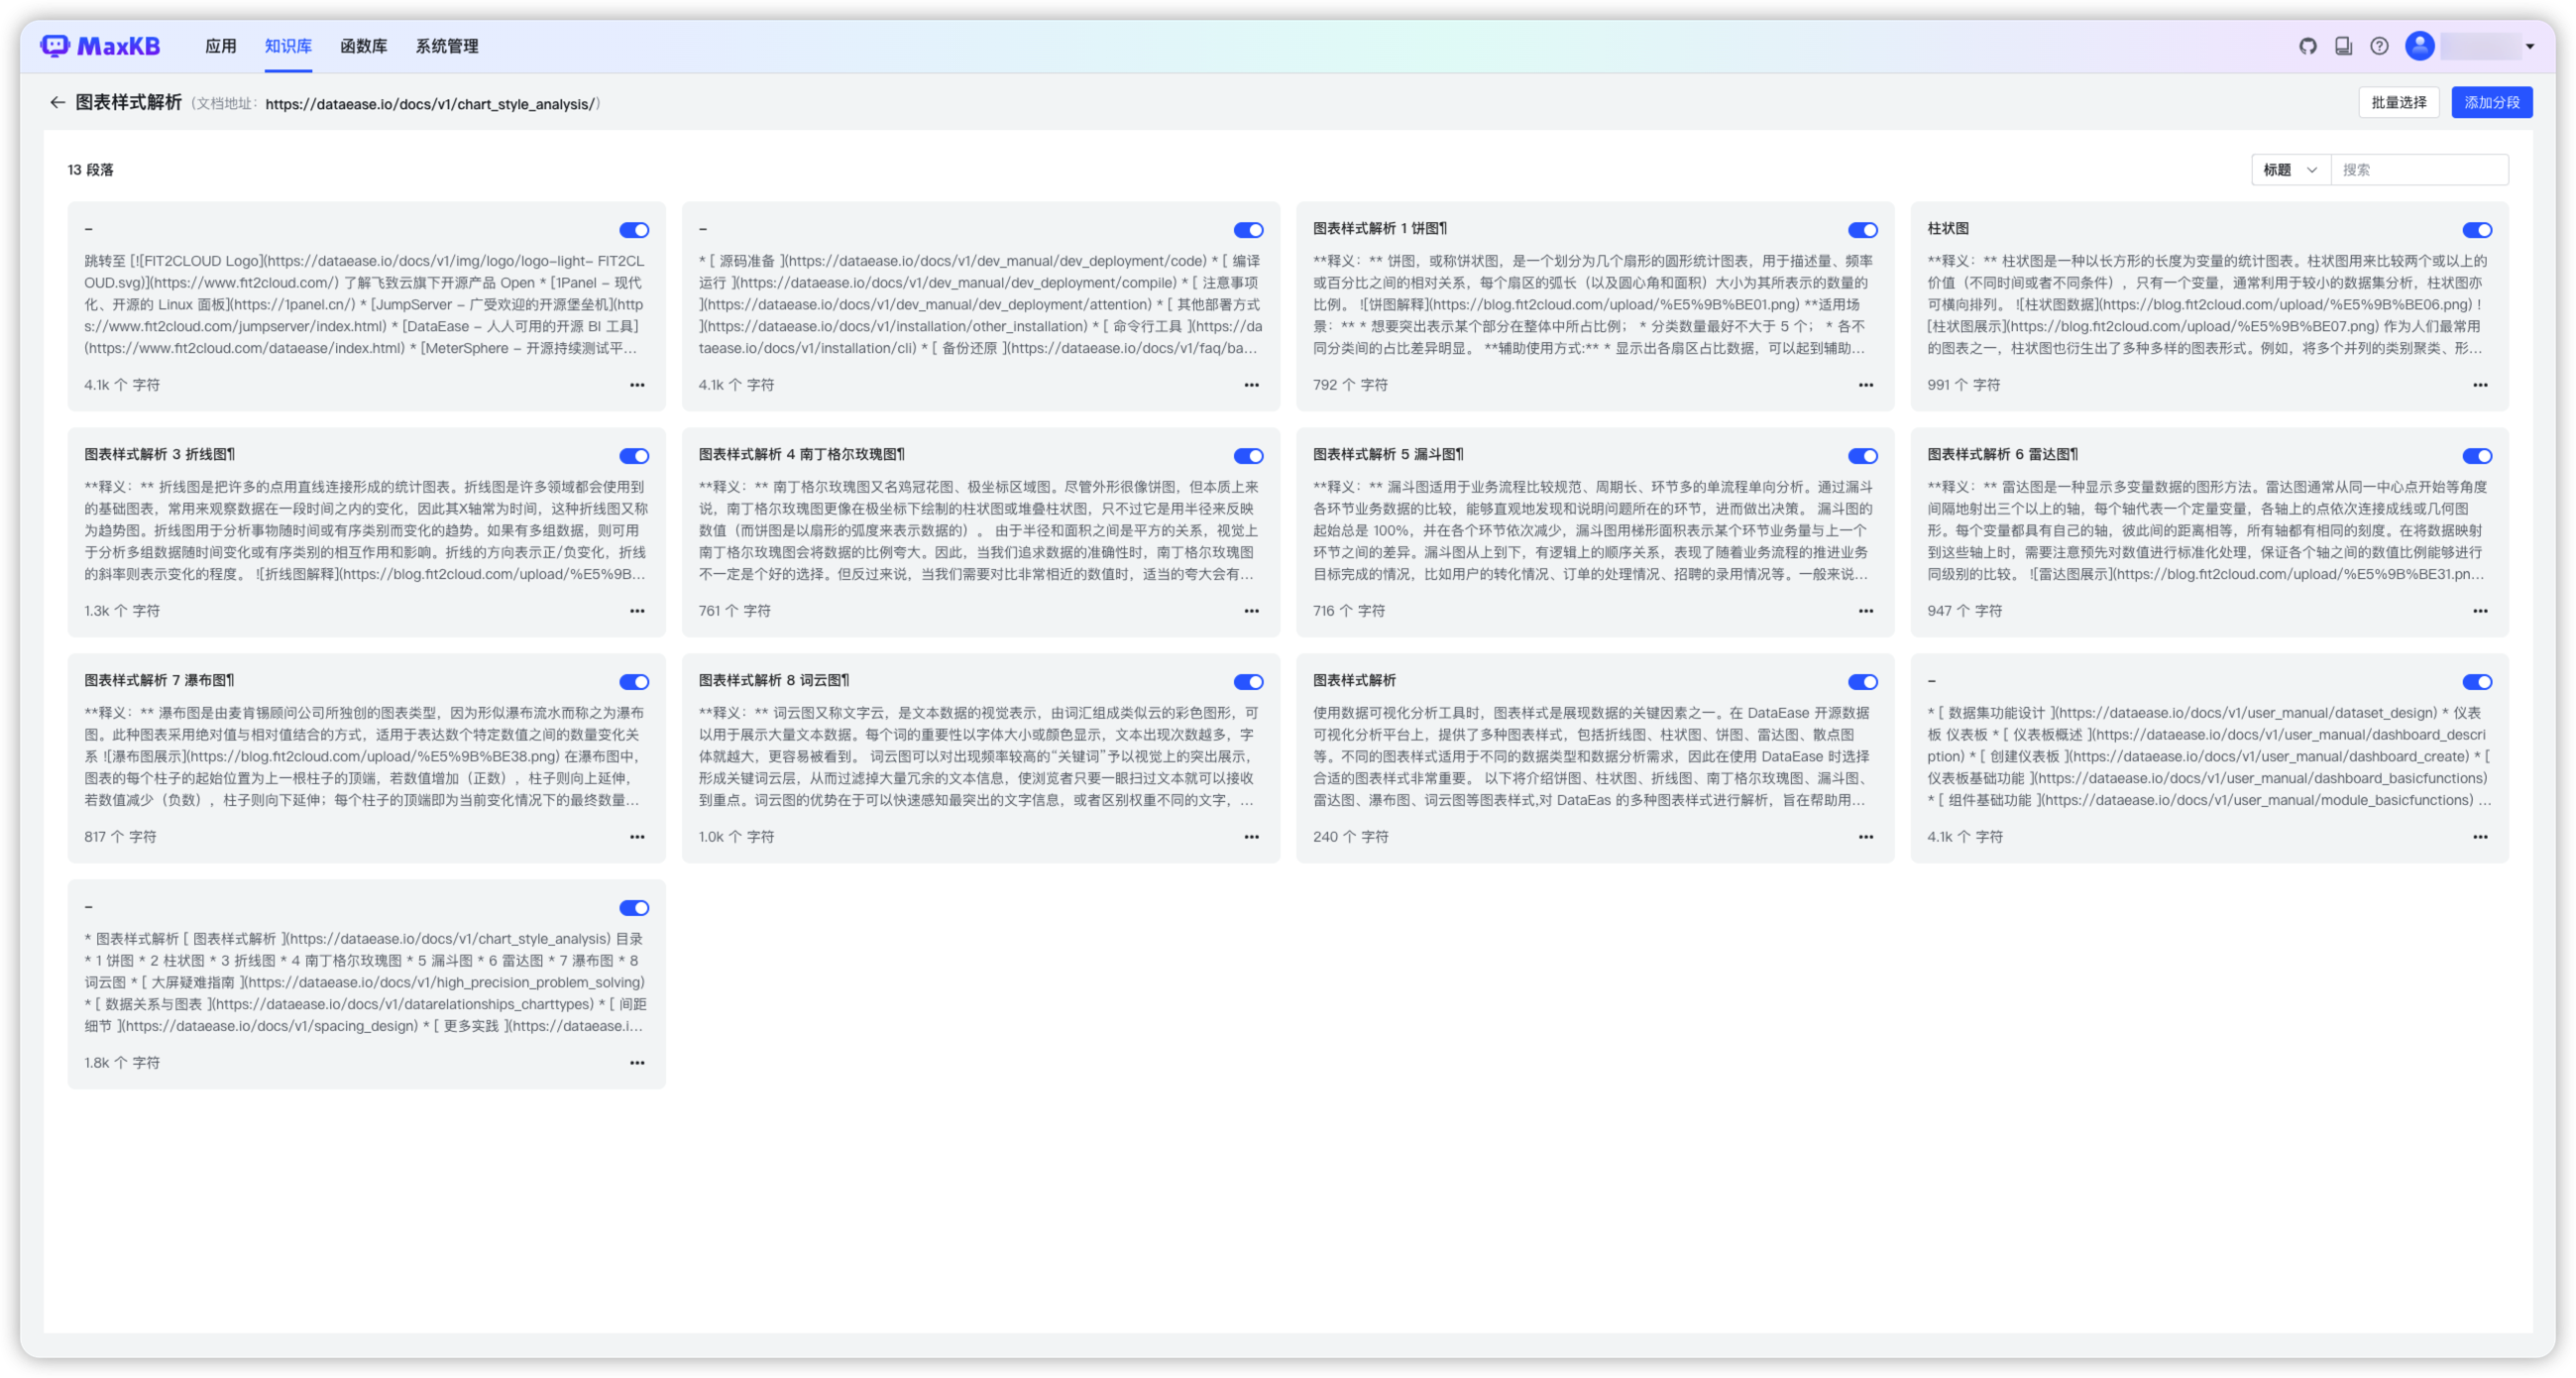 MaxKB
应用 知识库 函数库 系统管理
图表样式解析 (文档地址: https://dataease.io/docs/v1/chart_style_analysis/)
批量选择
添加分段
13 段落
标题
搜索
-
跳转至 [![FIT2CLOUD Logo](https://dataease.io/docs/v1/img/logo/logo-light- FIT2CL
OUD.svg)](https://www.fit2cloud.com/) 了解飞致云旗下开源产品 Open * [1Panel - 现代
化、开源的 Linux 面板](https://1panel.cn/) * [JumpServer - 广受欢迎的开源堡垒机](http
s://www.fit2cloud.com/jumpserver/index.html) * [DataEase - 人人可用的开源 BI 工具]
(https://www.fit2cloud.com/dataease/index.html) * [MeterSphere - 开源持续测试平...
4.1k 个 字符
-
* [ 源码准备 ](https://dataease.io/docs/v1/dev_manual/dev_deployment/code) * [ 编译
运行 ](https://dataease.io/docs/v1/dev_manual/dev_deployment/compile) * [ 注意事项
](https://dataease.io/docs/v1/dev_manual/dev_deployment/attention) * [ 其他部署方式
](https://dataease.io/docs/v1/installation/other_installation) * [ 命令行工具 ](https://da
taease.io/docs/v1/installation/cli) * [ 备份还原 ](https://dataease.io/docs/v1/faq/ba...
4.1k 个 字符
图表样式解析 1 饼图¶
**释义：** 饼图，或称饼状图，是一个划分为几个扇形的圆形统计图表，用于描述量、频率
或百分比之间的相对关系，每个扇区的弧长（以及圆心角和面积）大小为其所表示的数量的
比例。 ![饼图解释](https://blog.fit2cloud.com/upload/%E5%9B%BE01.png) **适用场
景：** * 想要突出表示某个部分在整体中所占比例； * 分类数量最好不大于 5 个； * 各不
同分类间的占比差异明显。 **辅助使用方式:** * 显示出各扇区占比数据，可以起到辅助...
792 个 字符
柱状图
**释义：** 柱状图是一种以长方形的长度为变量的统计图表。柱状图用来比较两个或以上的
价值（不同时间或者不同条件），只有一个变量，通常利用于较小的数据集分析，柱状图亦
可横向排列。 ![柱状图数据](https://blog.fit2cloud.com/upload/%E5%9B%BE06.png) !
[柱状图展示](https://blog.fit2cloud.com/upload/%E5%9B%BE07.png) 作为人们最常用
的图表之一，柱状图也衍生出了多种多样的图表形式。例如，将多个并列的类别聚类、形...
991 个 字符
图表样式解析 3 折线图¶
**释义：** 折线图是把许多的点用直线连接形成的统计图表。折线图是许多领域都会使用到
的基础图表，常用来观察数据在一段时间之内的变化，因此其X轴常为时间，这种折线图又称
为趋势图。折线图用于分析事物随时间或有序类别而变化的趋势。如果有多组数据，则可用
于分析多组数据随时间变化或有序类别的相互作用和影响。折线的方向表示正/负变化，折线
的斜率则表示变化的程度。 ![折线图解释](https://blog.fit2cloud.com/upload/%E5%9B...
1.3k 个 字符
图表样式解析 4 南丁格尔玫瑰图¶
**释义：** 南丁格尔玫瑰图又名鸡冠花图、极坐标区域图。尽管外形很像饼图，但本质上来
说，南丁格尔玫瑰图更像在极坐标下绘制的柱状图或堆叠柱状图，只不过它是用半径来反映
数值（而饼图是以扇形的弧度来表示数据的）。 由于半径和面积之间是平方的关系，视觉上
南丁格尔玫瑰图会将数据的比例夸大。因此，当我们追求数据的准确性时，南丁格尔玫瑰图
不一定是个好的选择。但反过来说，当我们需要对比非常相近的数值时，适当的夸大会有...
761 个 字符
图表样式解析 5 漏斗图¶
**释义：** 漏斗图适用于业务流程比较规范、周期长、环节多的单流程单向分析。通过漏斗
各环节业务数据的比较，能够直观地发现和说明问题所在的环节，进而做出决策。 漏斗图的
起始总是 100%，并在各个环节依次减少，漏斗图用梯形面积表示某个环节业务量与上一个
环节之间的差异。漏斗图从上到下，有逻辑上的顺序关系，表现了随着业务流程的推进业务
目标完成的情况，比如用户的转化情况、订单的处理情况、招聘的录用情况等。一般来说...
716 个 字符
图表样式解析 6 雷达图¶
**释义：** 雷达图是一种显示多变量数据的图形方法。雷达图通常从同一中心点开始等角度
间隔地射出三个以上的轴，每个轴代表一个定量变量，各轴上的点依次连接成线或几何图
形。每个变量都具有自己的轴，彼此间的距离相等，所有轴都有相同的刻度。在将数据映射
到这些轴上时，需要注意预先对数值进行标准化处理，保证各个轴之间的数值比例能够进行
同级别的比较。 ![雷达图展示](https://blog.fit2cloud.com/upload/%E5%9B%BE31.pn...
947 个 字符
图表样式解析 7 瀑布图¶
**释义：** 瀑布图是由麦肯锡顾问公司所独创的图表类型，因为形似瀑布流水而称之为瀑布
图。此种图表采用绝对值与相对值结合的方式，适用于表达数个特定数值之间的数量变化关
系 ![瀑布图展示](https://blog.fit2cloud.com/upload/%E5%9B%BE38.png) 在瀑布图中，
图表的每个柱子的起始位置为上一根柱子的顶端，若数值增加（正数），柱子则向上延伸，
若数值减少（负数），柱子则向下延伸；每个柱子的顶端即为当前变化情况下的最终数量...
817 个 字符
图表样式解析 8 词云图¶
**释义：** 词云图又称文字云，是文本数据的视觉表示，由词汇组成类似云的彩色图形，可
以用于展示大量文本数据。每个词的重要性以字体大小或颜色显示，文本出现次数越多，字
体就越大，更容易被看到。 词云图可以对出现频率较高的“关键词”予以视觉上的突出展示，
形成关键词云层，从而过滤掉大量冗余的文本信息，使浏览者只要一眼扫过文本就可以接收
到重点。词云图的优势在于可以快速感知最突出的文字信息，或者区别权重不同的文字，...
1.0k 个 字符
图表样式解析
使用数据可视化分析工具时，图表样式是展现数据的关键因素之一。在 DataEase 开源数据
可视化分析平台上，提供了多种图表样式，包括折线图、柱状图、饼图、雷达图、散点图
等。不同的图表样式适用于不同的数据类型和数据分析需求，因此在使用 DataEase 时选择
合适的图表样式非常重要。 以下将介绍饼图、柱状图、折线图、南丁格尔玫瑰图、漏斗图、
雷达图、瀑布图、词云图等图表样式,对 DataEas 的多种图表样式进行解析，旨在帮助用...
240 个 字符
-
* [ 数据集功能设计 ](https://dataease.io/docs/v1/user_manual/dataset_design) * 仪表
板 仪表板 * [ 仪表板概述 ](https://dataease.io/docs/v1/user_manual/dashboard_descri
ption) * [ 创建仪表板 ](https://dataease.io/docs/v1/user_manual/dashboard_create) * [
仪表板基础功能 ](https://dataease.io/docs/v1/user_manual/dashboard_basicfunctions)
* [ 组件基础功能 ](https://dataease.io/docs/v1/user_manual/module_basicfunctions) ...
4.1k 个 字符
-
* 图表样式解析 [ 图表样式解析 ](https://dataease.io/docs/v1/chart_style_analysis) 目录
* 1 饼图 * 2 柱状图 * 3 折线图 * 4 南丁格尔玫瑰图 * 5 漏斗图 * 6 雷达图 * 7 瀑布图 * 8
词云图 * [ 大屏疑难指南 ](https://dataease.io/docs/v1/high_precision_problem_solving)
* [ 数据关系与图表 ](https://dataease.io/docs/v1/datarelationships_charttypes) * [ 间距
细节 ](https://dataease.io/docs/v1/spacing_design) * [ 更多实践 ](https://dataease.i...
1.8k 个 字符